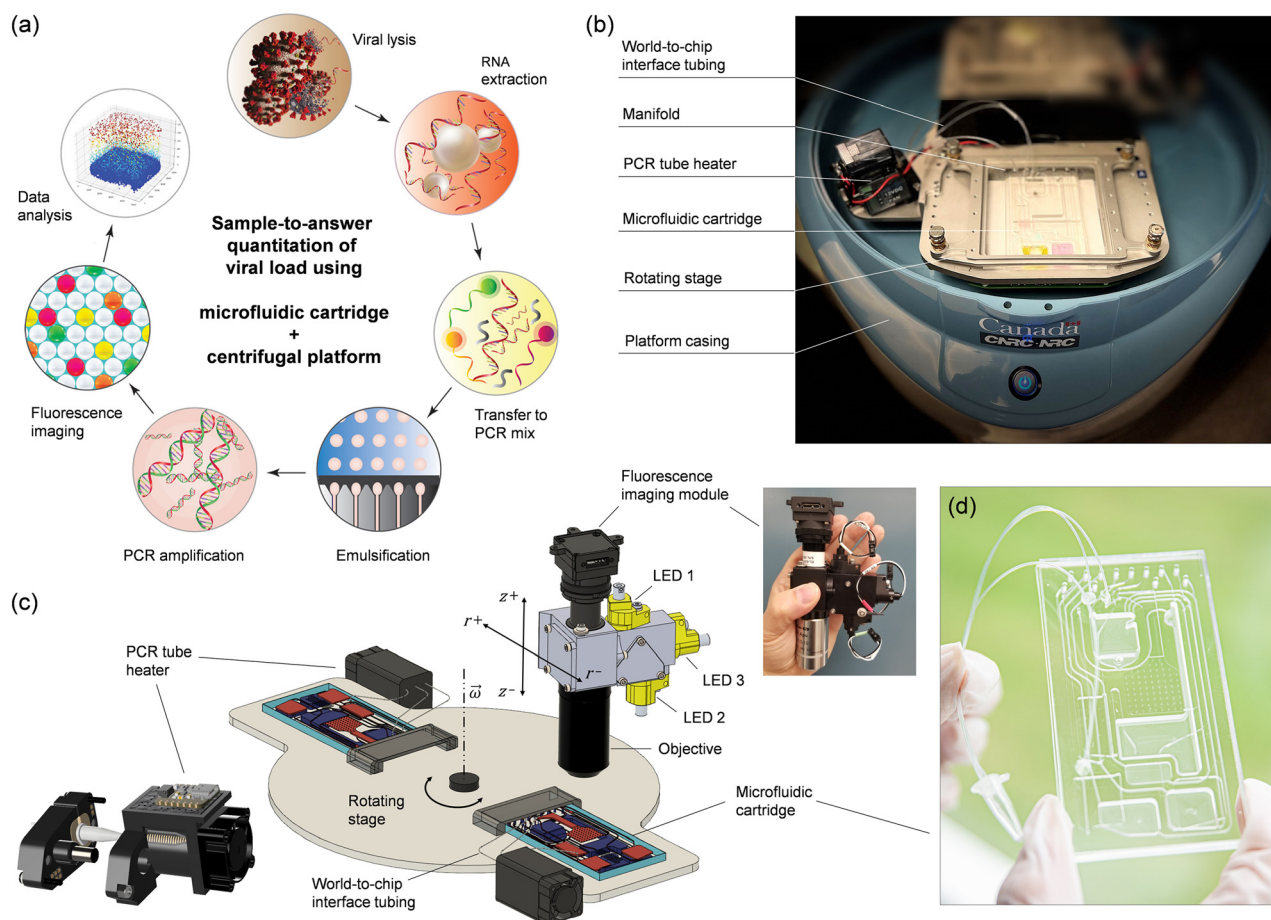 (a)
Viral lysis
RNA
extraction
Data
analysis
Sample-to-answer
quantitation of
viral load using
microfluidic cartridge
+
centrifugal platform
Fluorescence
imaging
Transfer to
PCR mix
PCR amplification
Emulsification
(b)
World-to-chip
interface tubing
Manifold
PCR tube heater
Microfluidic cartridge
Rotating stage
Platform casing
Canada
CNRC-NRC
(c)
PCR tube
heater
Fluorescence
imaging module
LED 1
z+
r+
r-
z-
LED 3
LED 2
ω
Objective
Rotating
stage
Microfluidic
cartridge
World-to-chip
interface tubing
(d)